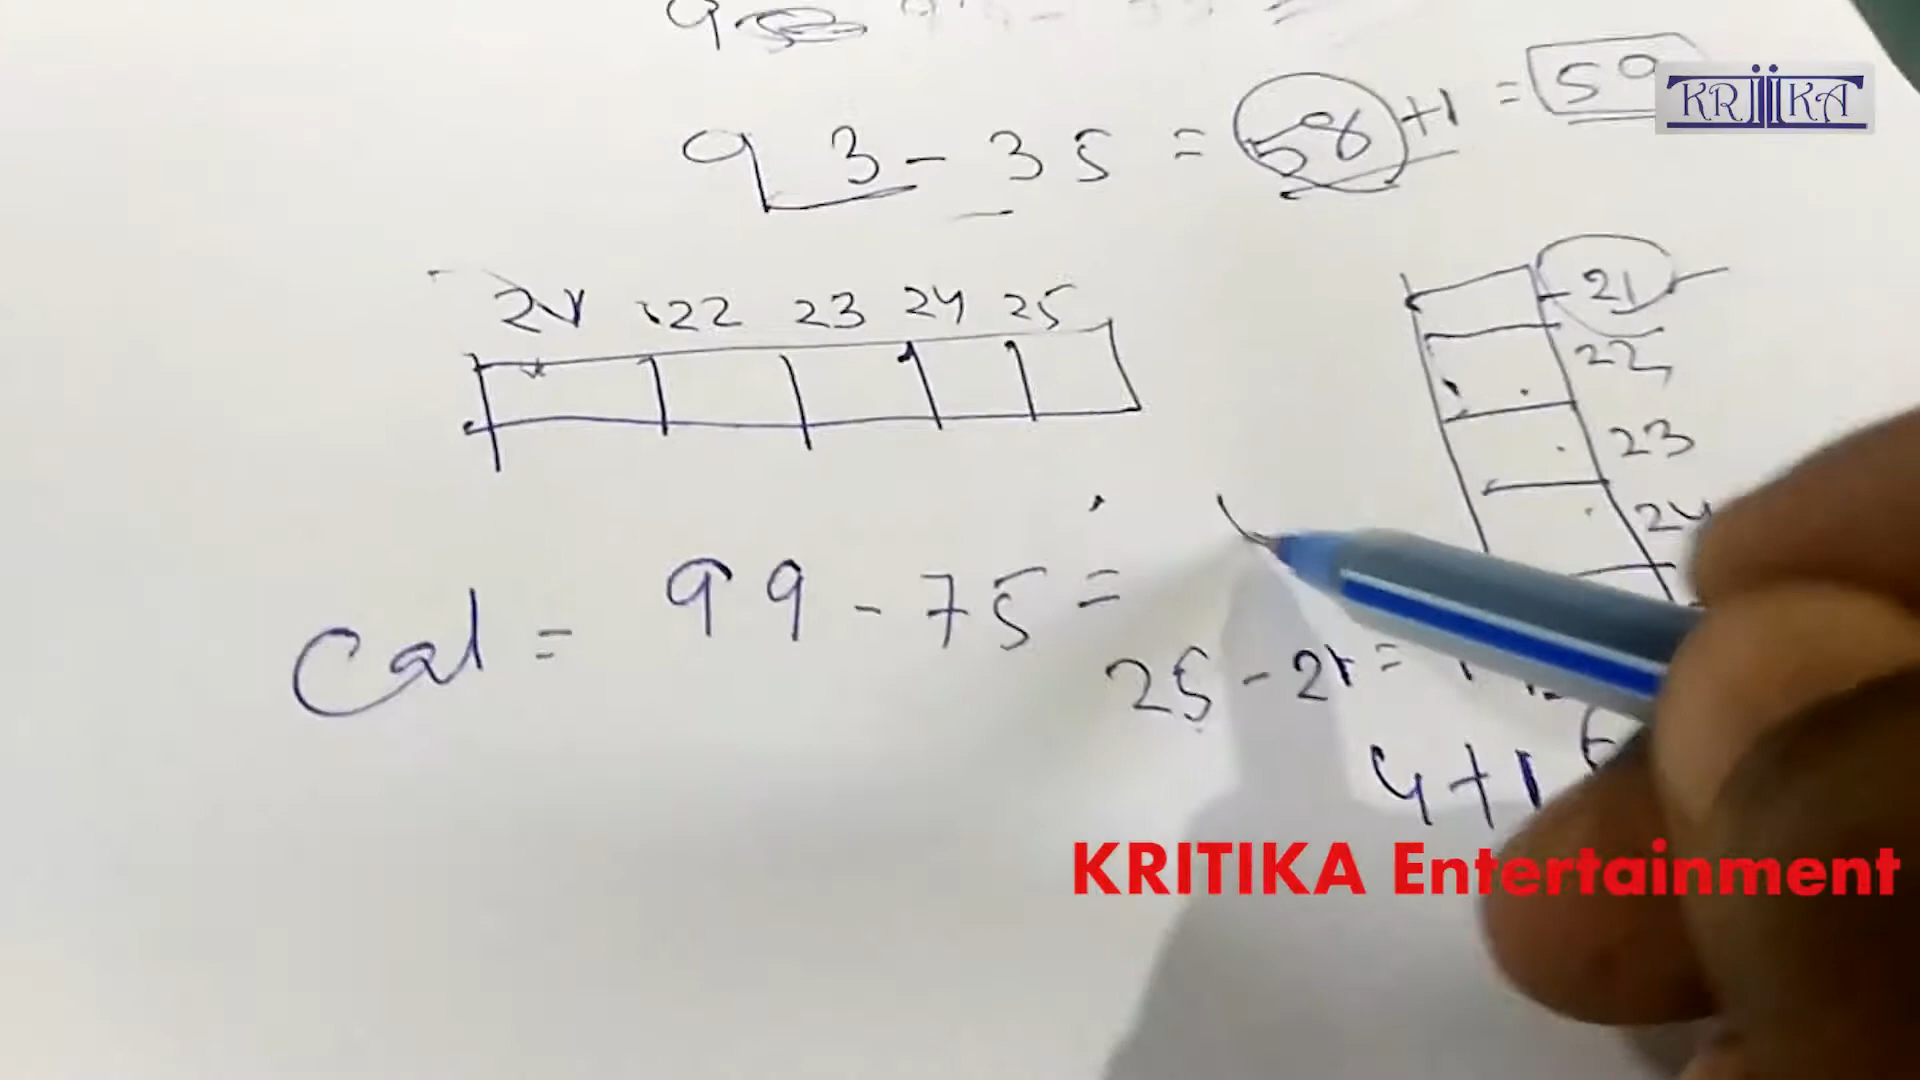 93 - 35 = 58 +1 = 59
KRIIKA
21 22 23 24 25
21
22
23
24
Cal = 99 - 75 =
25 - 21 =
4+1
KRITIKA Entertainment